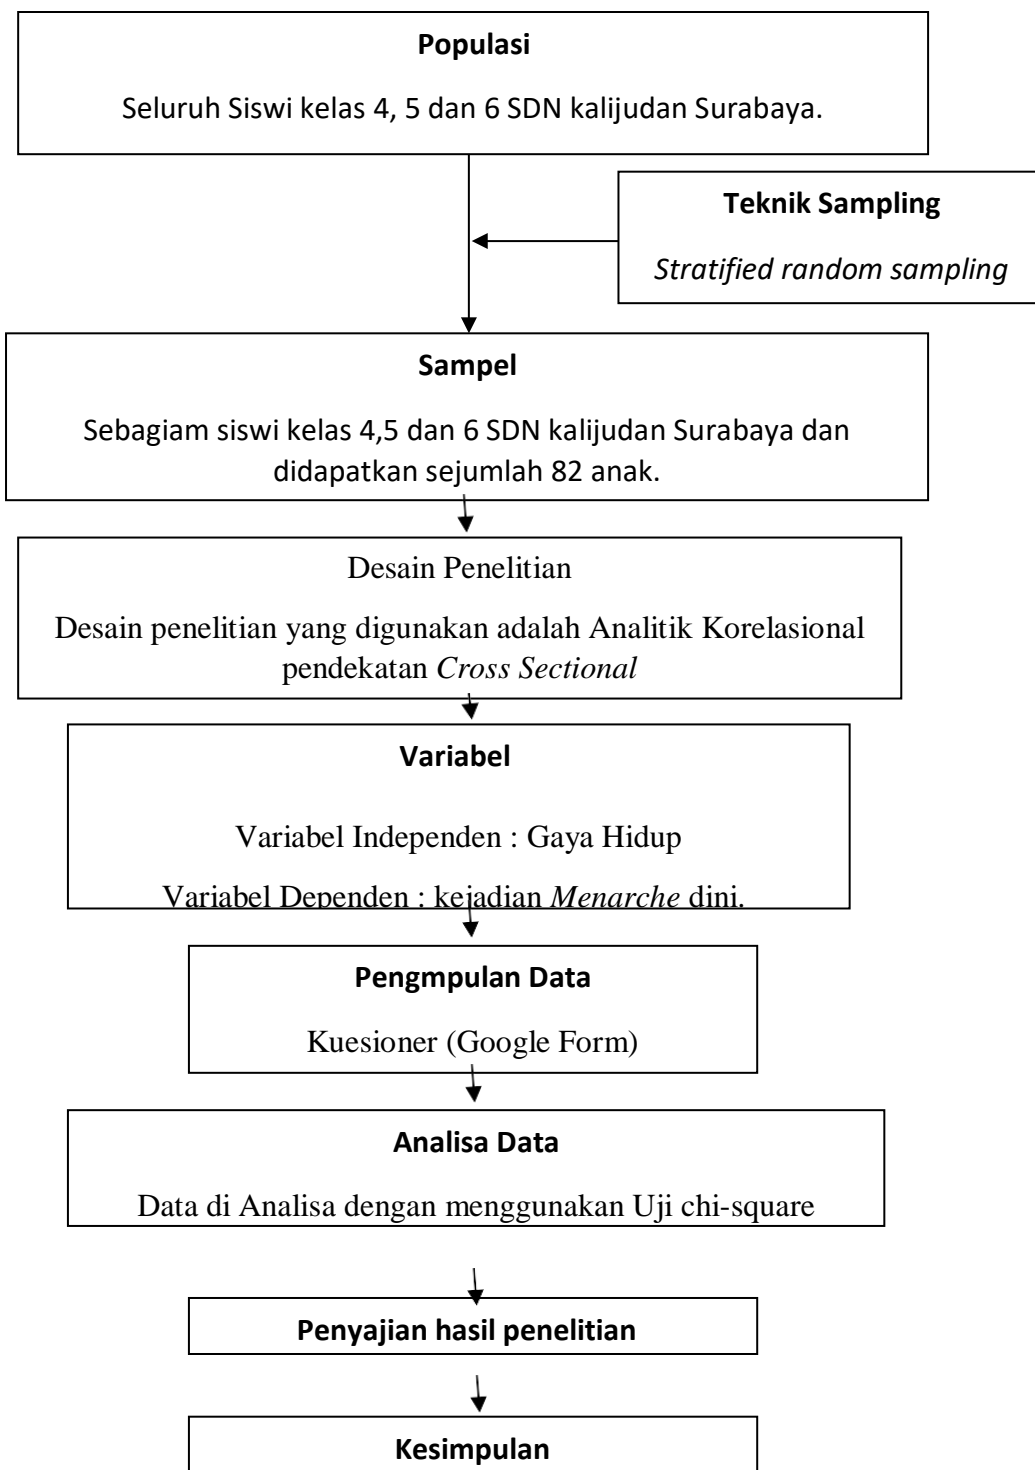 Populasi
Seluruh Siswi kelas 4, 5 dan 6 SDN kalijudan Surabaya.
Teknik Sampling
Stratified random sampling
Sampel
Sebagiam siswi kelas 4,5 dan 6 SDN kalijudan Surabaya dan
didapatkan sejumlah 82 anak.
Desain Penelitian
Desain penelitian yang digunakan adalah Analitik Korelasional
pendekatan Cross Sectional
Variabel
Variabel Independen : Gaya Hidup
Variabel Dependen : kejadian Menarche dini.
Pengmpulan Data
Kuesioner (Google Form)
Analisa Data
Data di Analisa dengan menggunakan Uji chi-square
Penyajian hasil penelitian
Kesimpulan